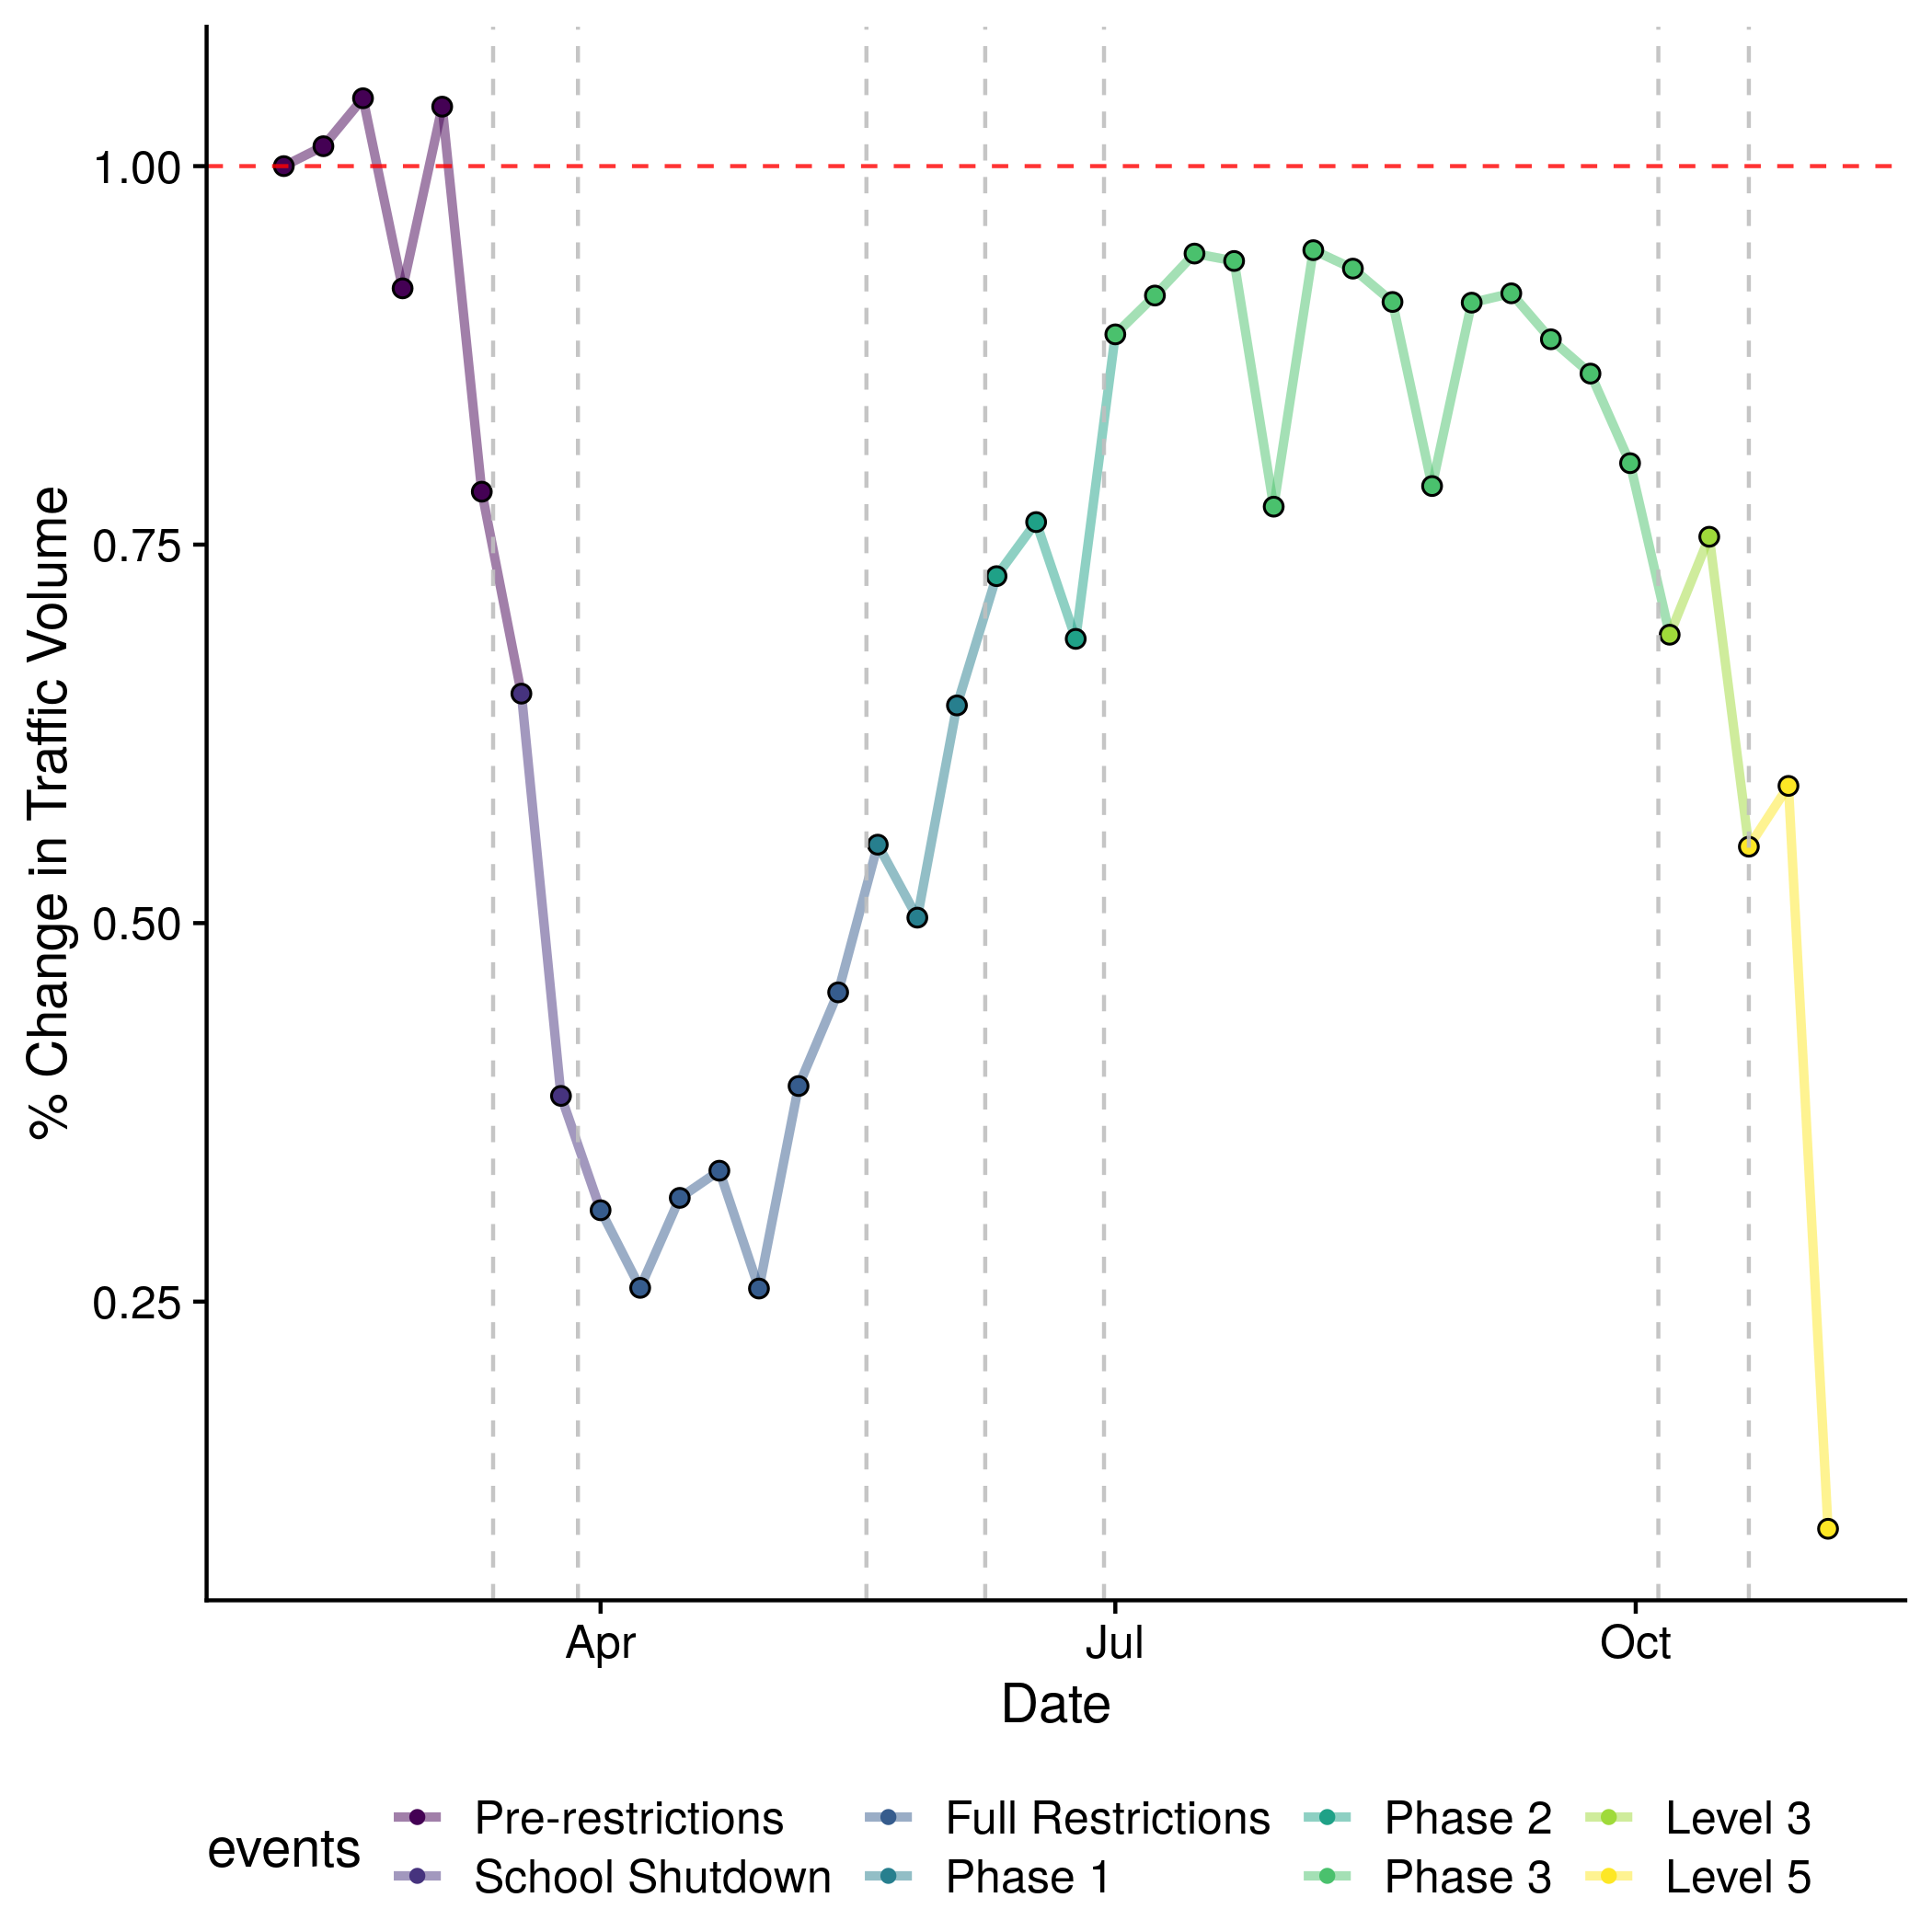 % Change in Traffic Volume
1.00
0.75
0.50
0.25
Apr Jul Oct
Date
events
Pre-restrictions Full Restrictions Phase 2 Level 3
School Shutdown Phase 1 Phase 3 Level 5